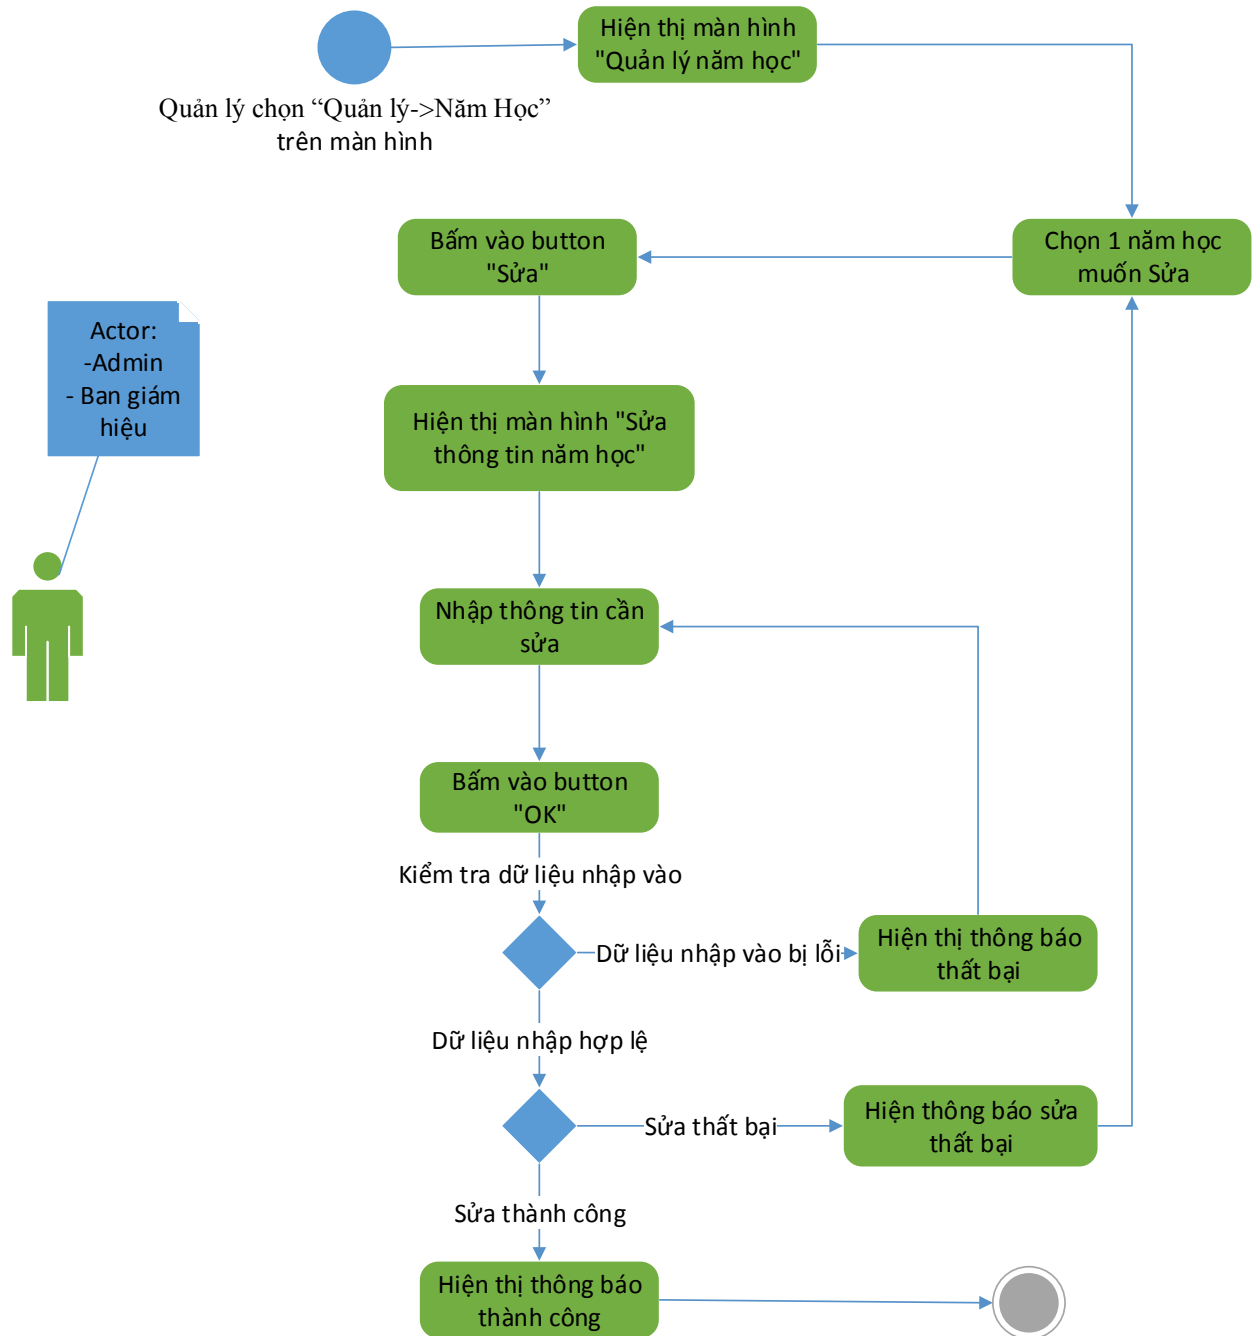 Hiện thị màn hình
"Quản lý năm học"
Quản lý chọn “Quản lý->Năm Học”
trên màn hình
Bấm vào button
"Sửa"
Chọn 1 năm học
muốn Sửa
Actor:
-Admin
- Ban giám
hiệu
Hiện thị màn hình "Sửa
thông tin năm học"
Nhập thông tin cần
sửa
Bấm vào button
"OK"
Kiểm tra dữ liệu nhập vào
Dữ liệu nhập vào bị lỗi
Hiện thị thông báo
thất bại
Dữ liệu nhập hợp lệ
Sửa thất bại
Hiện thông báo sửa
thất bại
Sửa thành công
Hiện thị thông báo
thành công